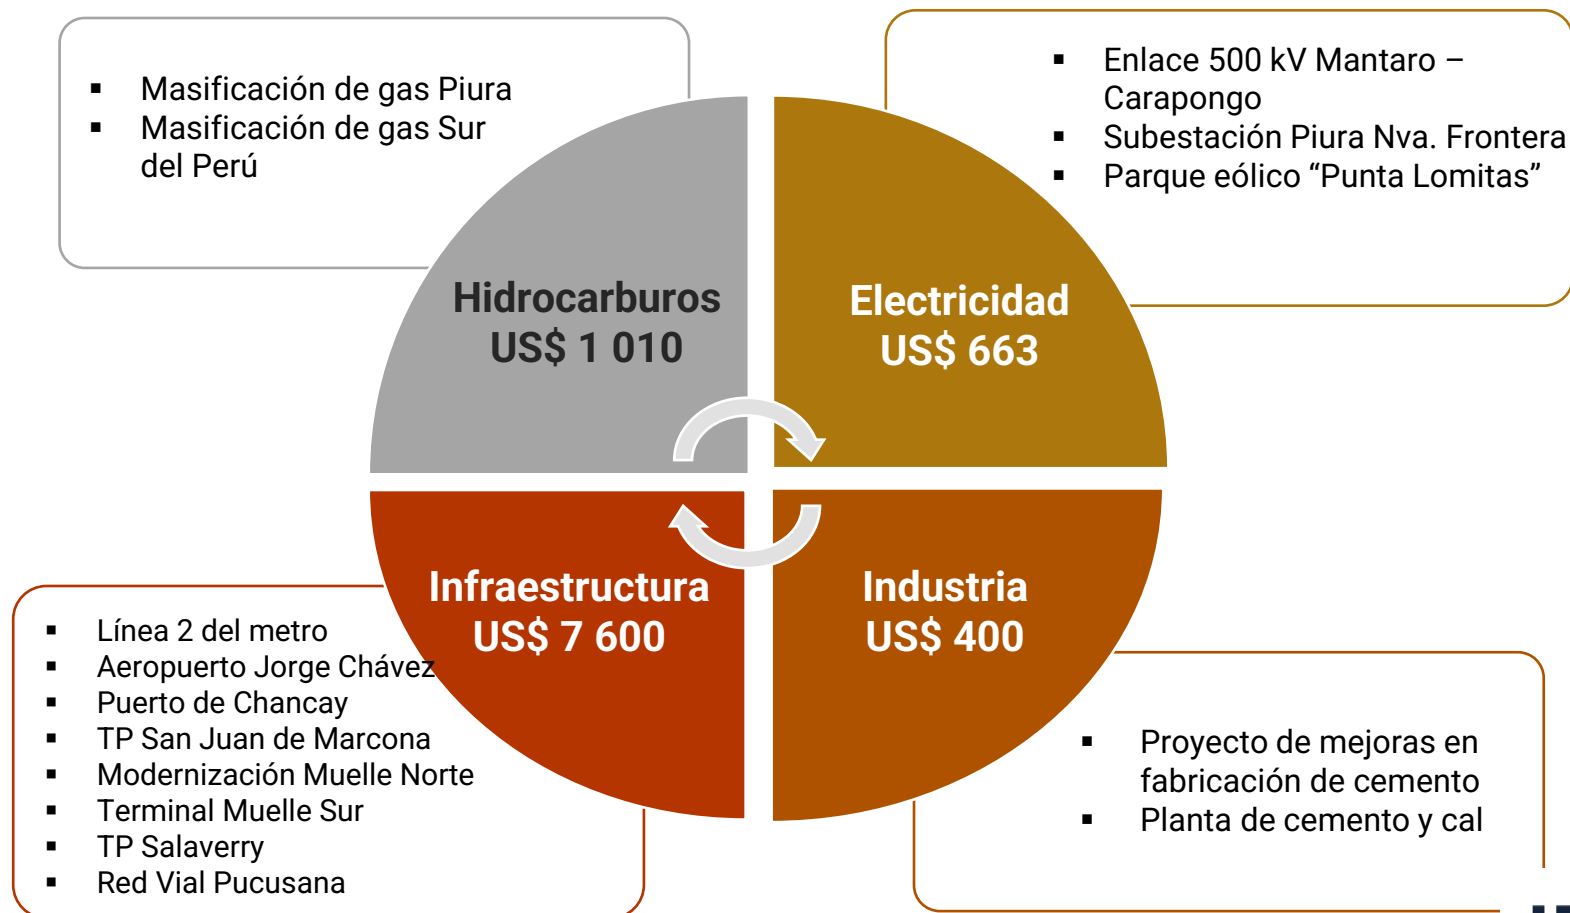 ▪ Masificación de gas Piura
▪ Masificación de gas Sur
del Perú
▪ Enlace 500 kV Mantaro –
Carapongo
▪ Subestación Piura Nva. Frontera
▪ Parque eólico “Punta Lomitas”
Hidrocarburos
US$ 1 010
Electricidad
US$ 663
Infraestructura
US$ 7 600
Industria
US$ 400
▪ Línea 2 del metro
▪ Aeropuerto Jorge Chávez
▪ Puerto de Chancay
▪ TP San Juan de Marcona
▪ Modernización Muelle Norte
▪ Terminal Muelle Sur
▪ TP Salaverry
▪ Red Vial Pucusana
▪ Proyecto de mejoras en
fabricación de cemento
▪ Planta de cemento y cal